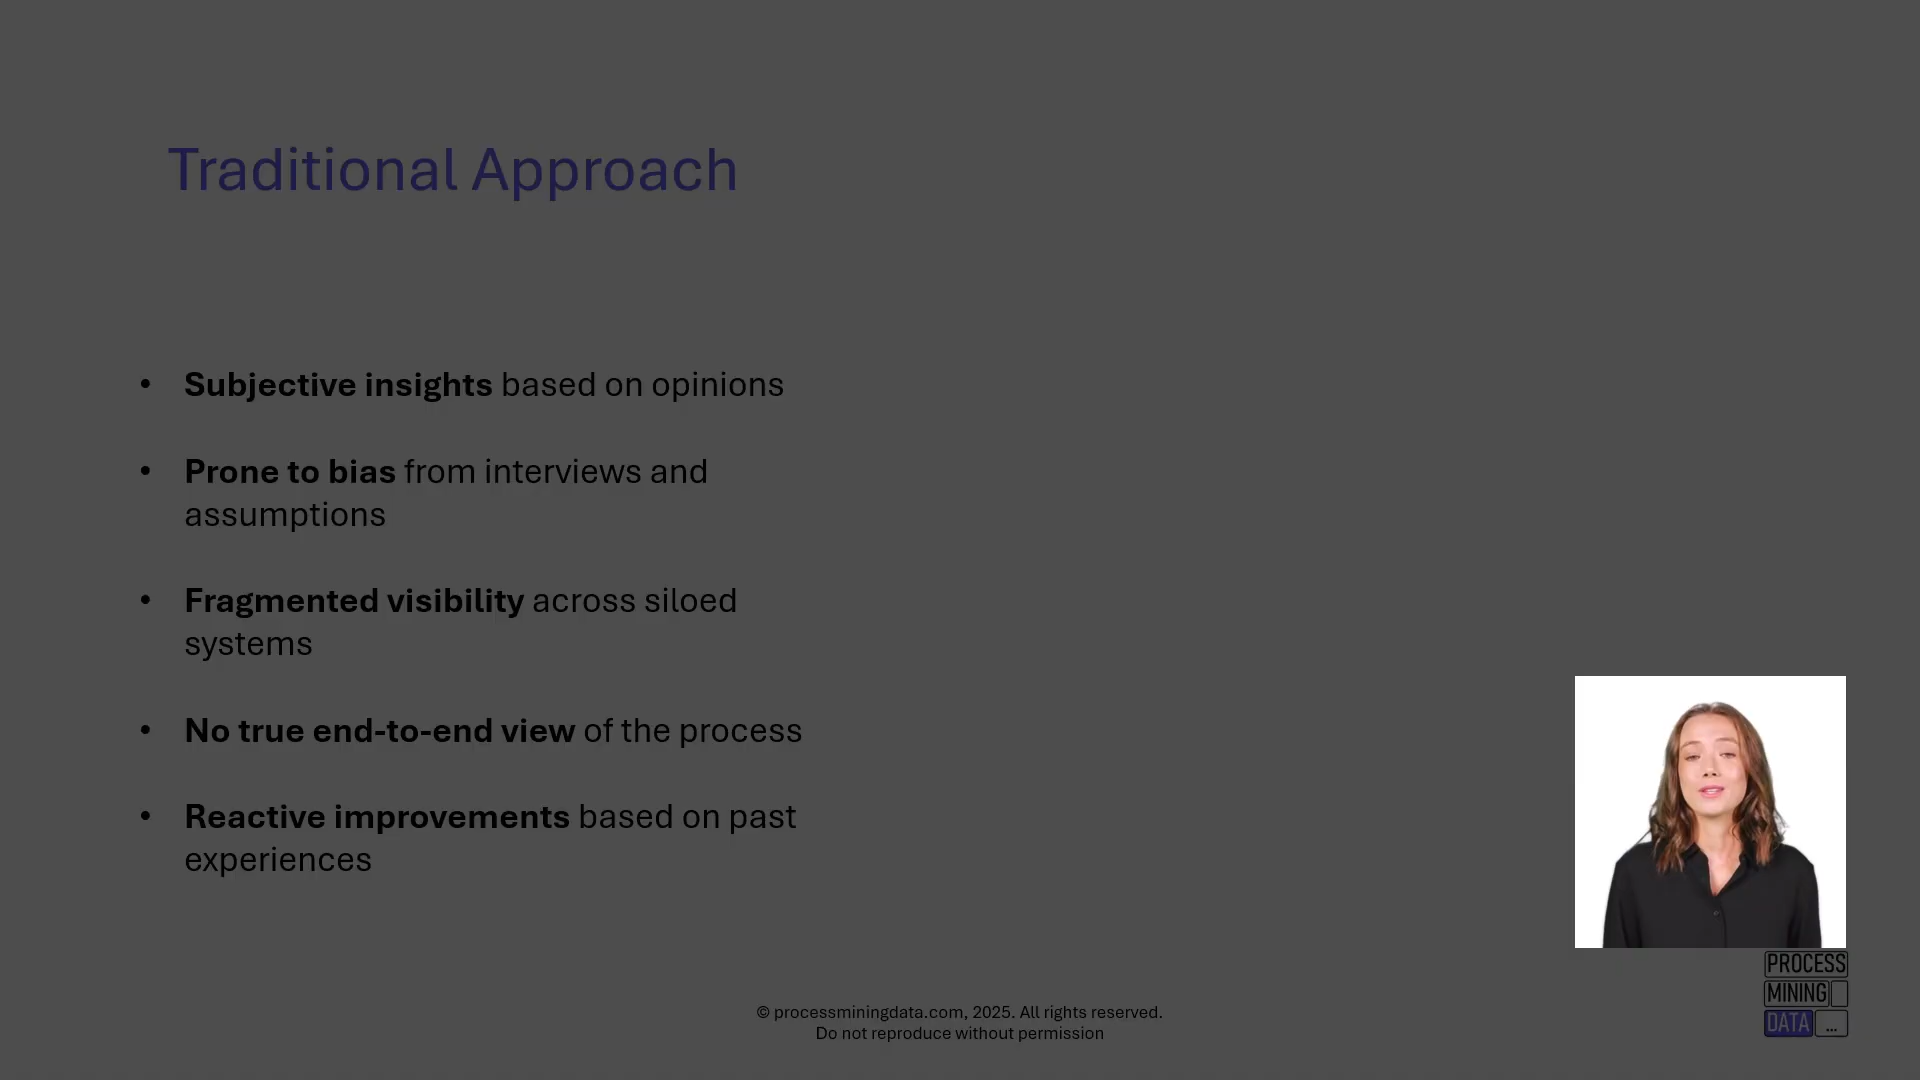 Traditional Approach
• Subjective insights based on opinions
• Prone to bias from interviews and
assumptions
• Fragmented visibility across siloed
systems
• No true end-to-end view of the process
• Reactive improvements based on past
experiences
PROCESS
MINING
DATA ...
© processminingdata.com, 2025. All rights reserved.
Do not reproduce without permission